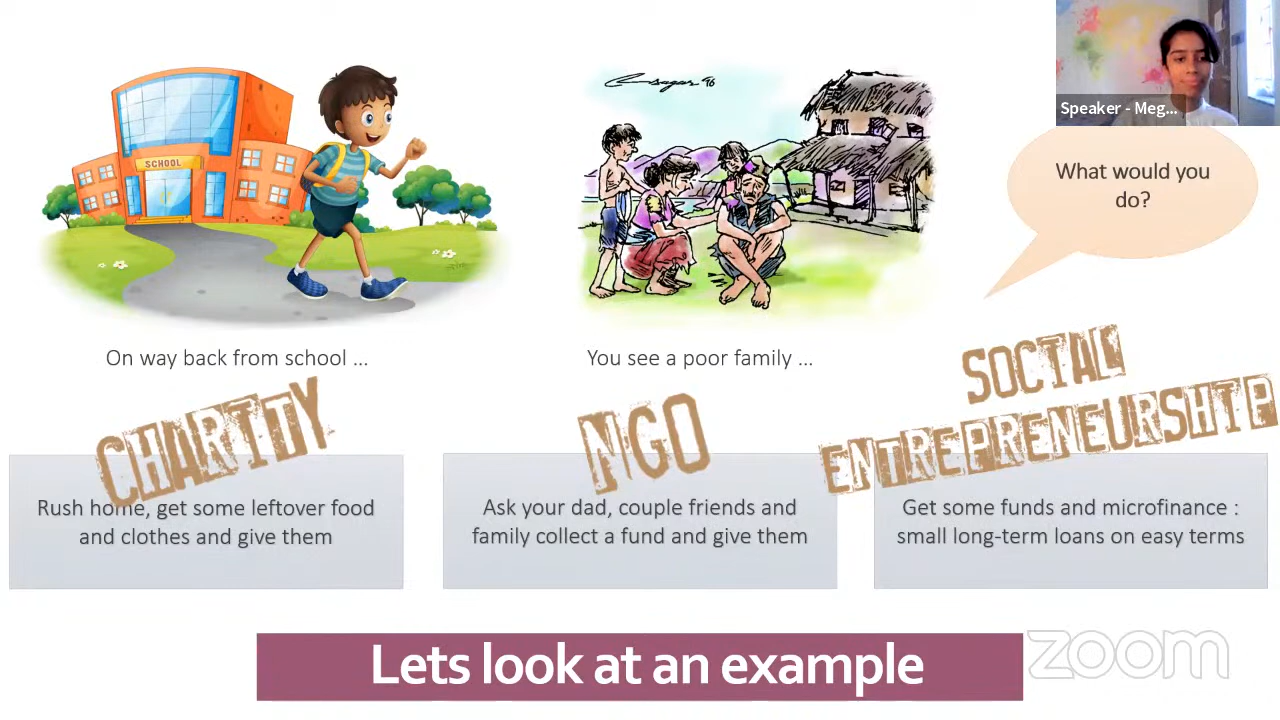 SCHOOL
sagar 96
Speaker - Meg...
What would you
do?
On way back from school ...
You see a poor family ...
CHARITY
NGO
SOCIAL
ENTREPRENEURSHIP
Rush home, get some leftover food
and clothes and give them
Ask your dad, couple friends and
family collect a fund and give them
Get some funds and microfinance :
small long-term loans on easy terms
Lets look at an example
zoom